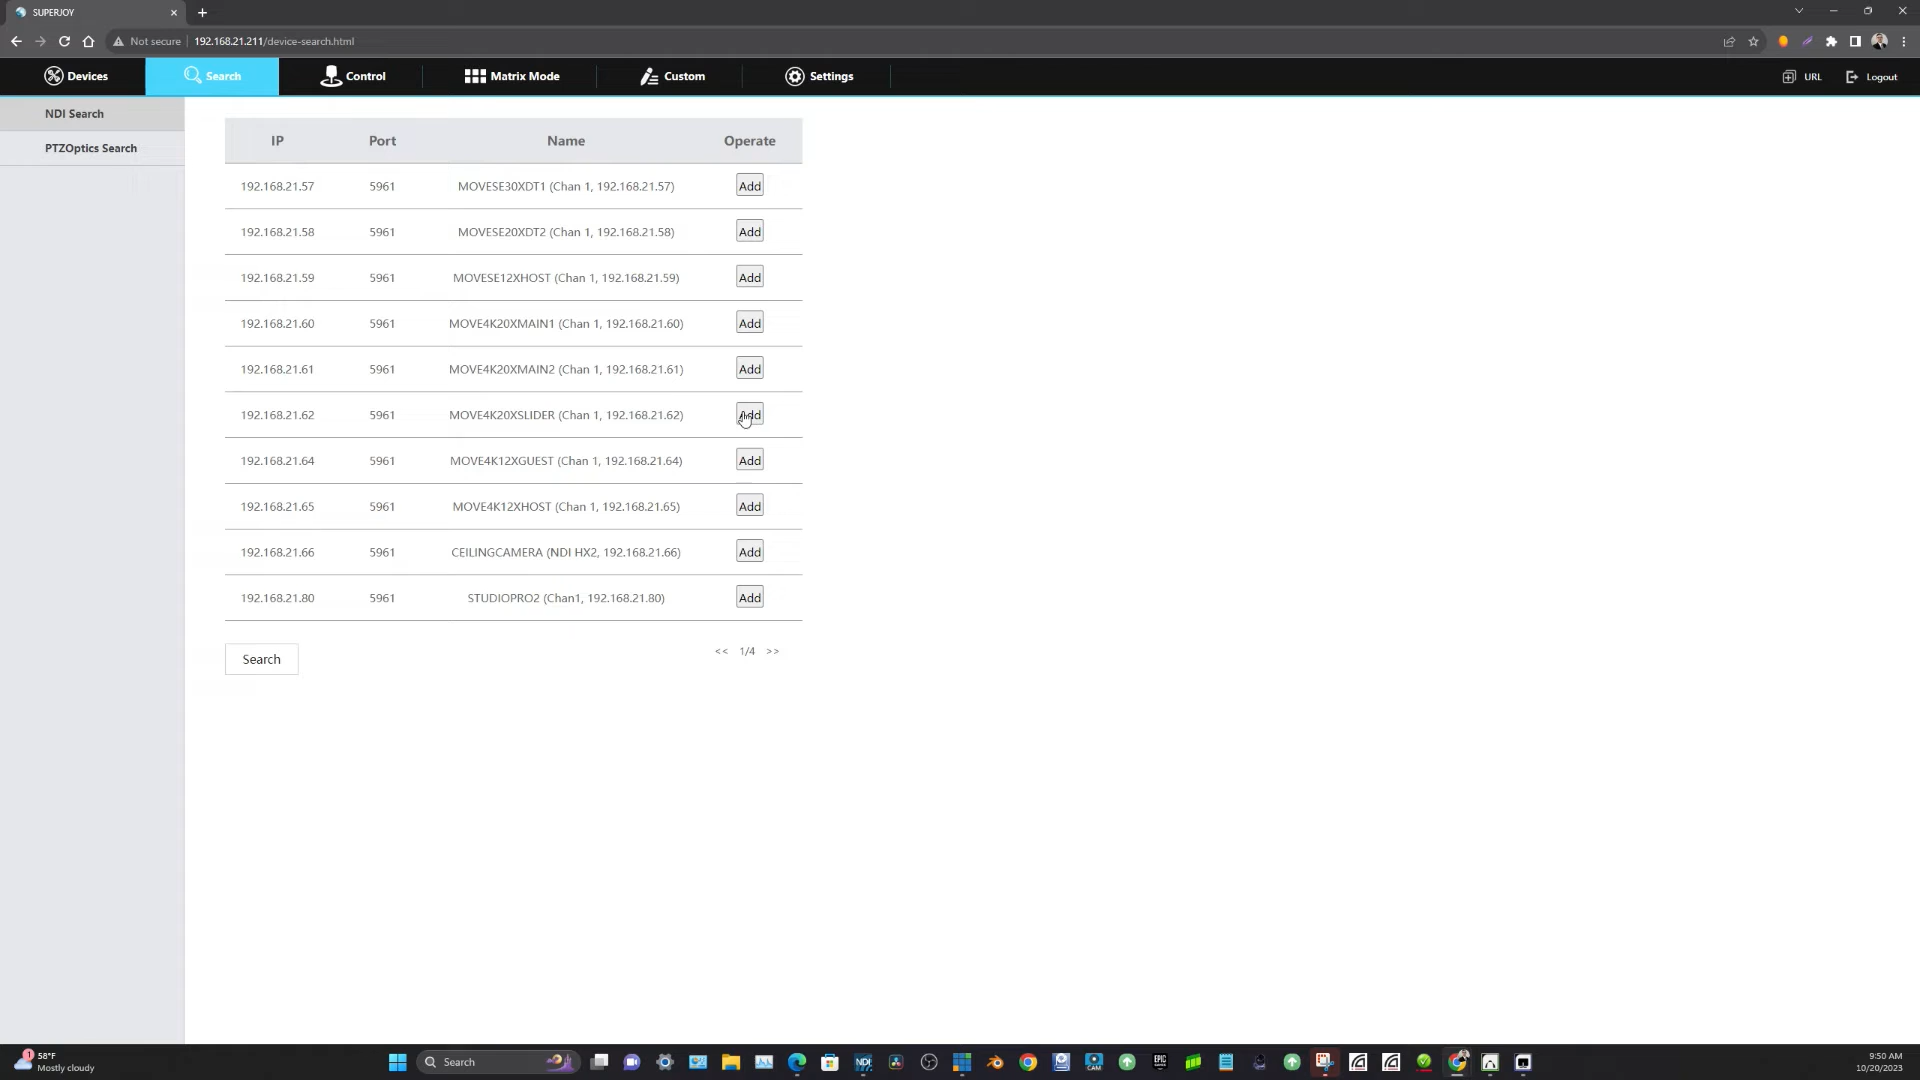 SUPERJOY
Not secure 192.168.21.211/device-search.html
Devices Search Control Matrix Mode Custom Settings URL Logout
NDI Search
PTZOptics Search
IP Port Name Operate
192.168.21.57 5961 MOVESE30XDT1 (Chan 1, 192.168.21.57) Add
192.168.21.58 5961 MOVESE20XDT2 (Chan 1, 192.168.21.58) Add
192.168.21.59 5961 MOVESE12XHOST (Chan 1, 192.168.21.59) Add
192.168.21.60 5961 MOVE4K20XMAIN1 (Chan 1, 192.168.21.60) Add
192.168.21.61 5961 MOVE4K20XMAIN2 (Chan 1, 192.168.21.61) Add
192.168.21.62 5961 MOVE4K20XSLIDER (Chan 1, 192.168.21.62) Add
192.168.21.64 5961 MOVE4K12XGUEST (Chan 1, 192.168.21.64) Add
192.168.21.65 5961 MOVE4K12XHOST (Chan 1, 192.168.21.65) Add
192.168.21.66 5961 CEILINGCAMERA (NDI HX2, 192.168.21.66) Add
192.168.21.80 5961 STUDIOPRO2 (Chan1, 192.168.21.80) Add
Search << 1/4 >>
1 58°F
Mostly cloudy
Search
NDI
CAM
EPIC
9:50 AM
10/20/2023